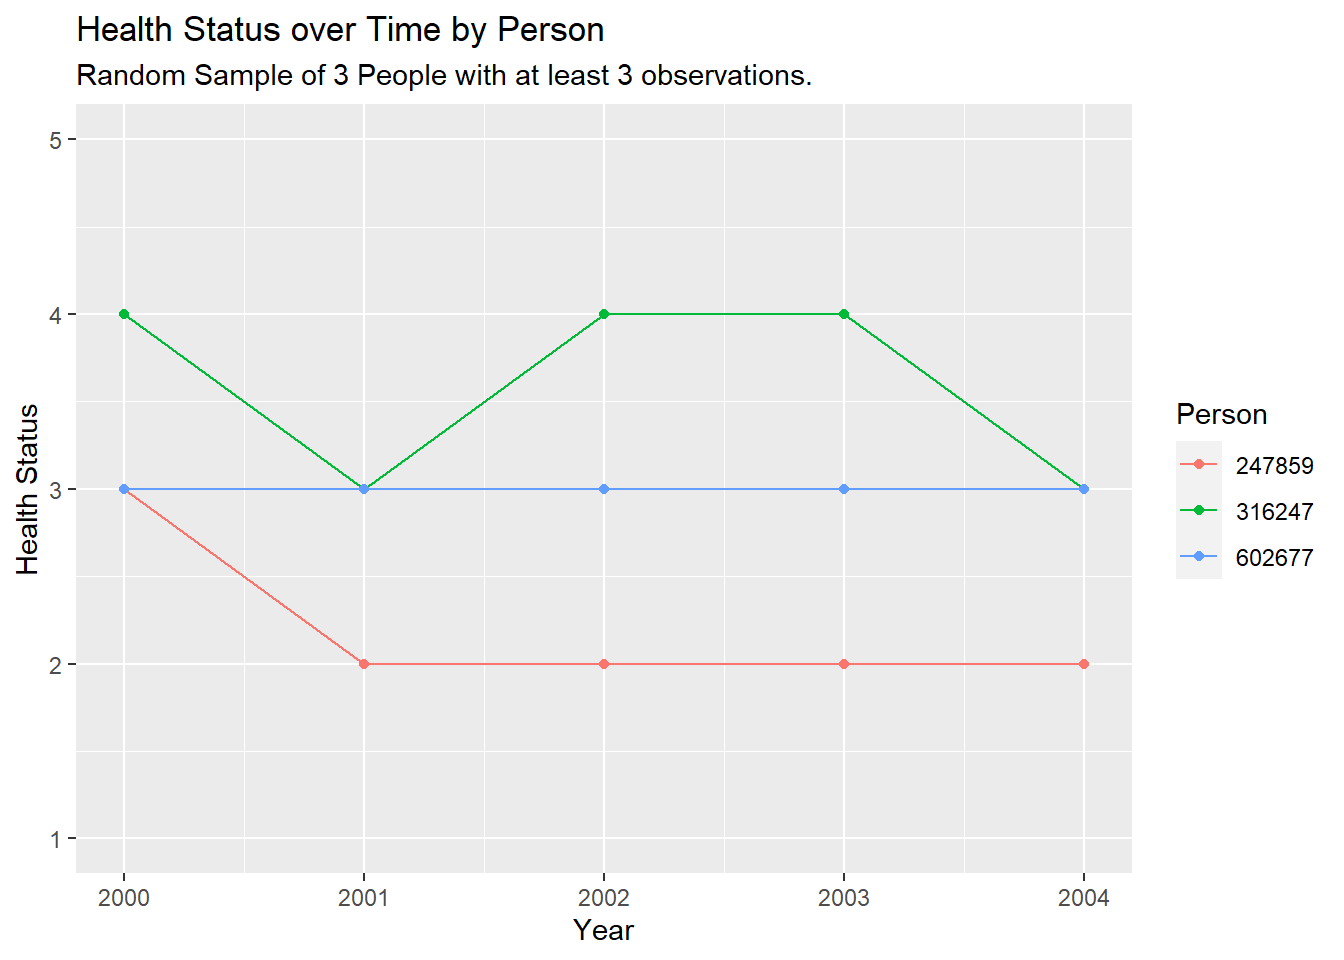 Health Status over Time by Person
Random Sample of 3 People with at least 3 observations.
5
4
3
2
1
Health Status
2000 2001 2002 2003 2004
Year
Person
247859
316247
602677